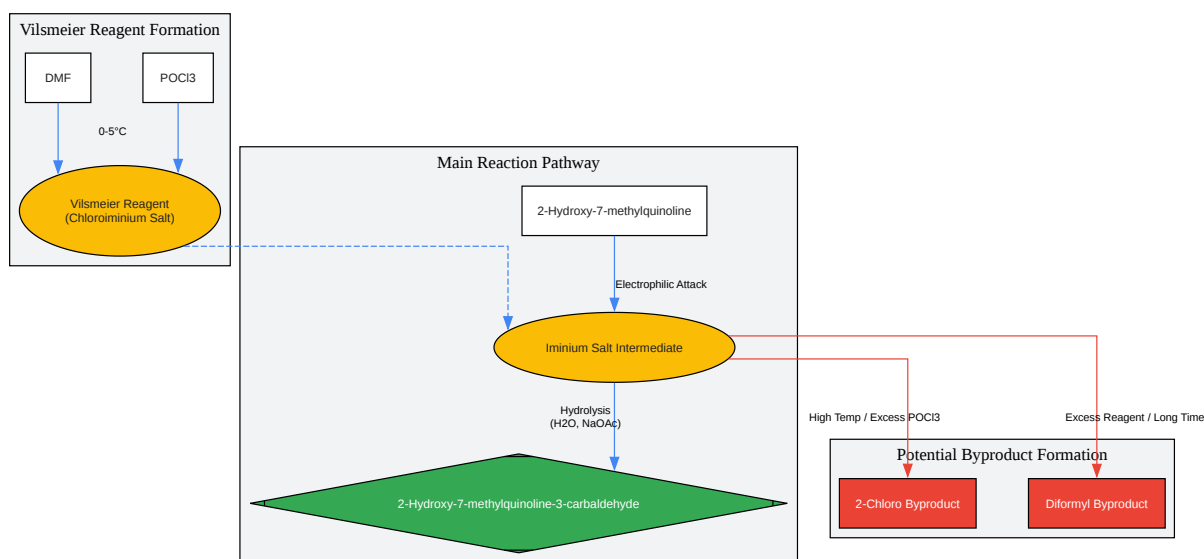 Vilsmeier Reagent Formation
DMF
POCl3
0-5°C
Vilsmeier Reagent
(Chloroiminium Salt)
Main Reaction Pathway
2-Hydroxy-7-methylquinoline
Electrophilic Attack
Iminium Salt Intermediate
Hydrolysis
(H2O, NaOAc)
2-Hydroxy-7-methylquinoline-3-carbaldehyde
High Temp / Excess POCl3
Excess Reagent / Long Time
Potential Byproduct Formation
2-Chloro Byproduct
Diformyl Byproduct